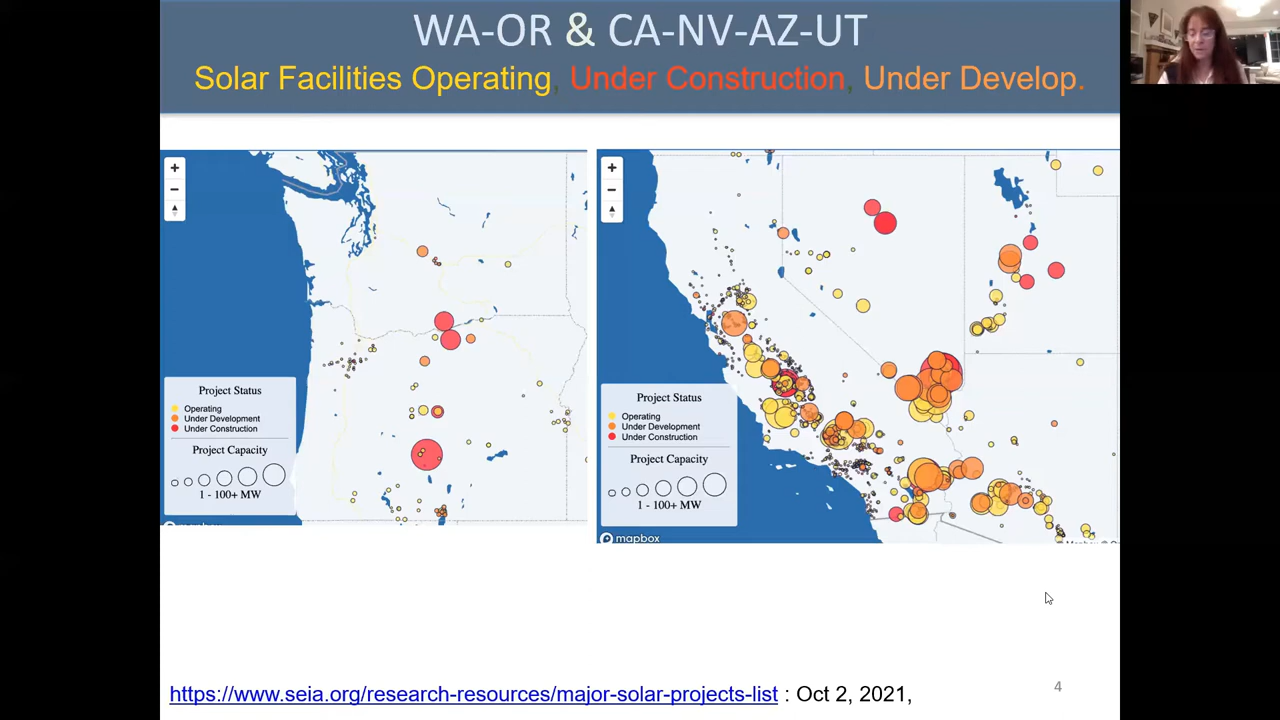 WA-OR & CA-NV-AZ-UT
Solar Facilities Operating, Under Construction, Under Develop.
Project Status
Operating
Under Development
Under Construction
Project Capacity
1 - 100+ MW
Project Status
Operating
Under Development
Under Construction
Project Capacity
1 - 100+ MW
mapbox
https://www.seia.org/research-resources/major-solar-projects-list : Oct 2, 2021,
4